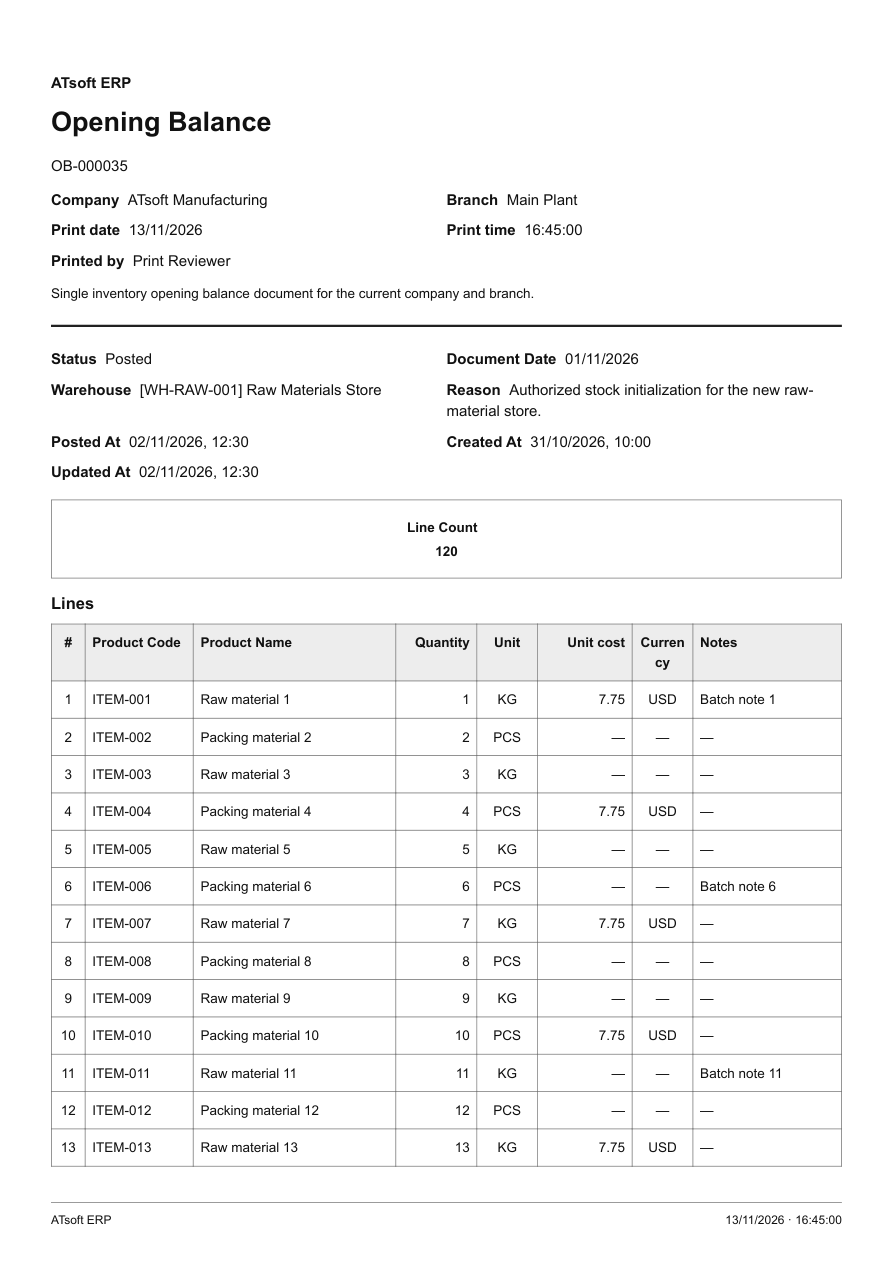 ATsoft ERP
Opening Balance
OB-000035
Company ATsoft Manufacturing Branch Main Plant
Print date 13/11/2026 Print time 16:45:00
Printed by Print Reviewer
Single inventory opening balance document for the current company and branch.
Status Posted Document Date 01/11/2026
Warehouse [WH-RAW-001] Raw Materials Store Reason Authorized stock initialization for the new raw-
material store.
Posted At 02/11/2026, 12:30 Created At 31/10/2026, 10:00
Updated At 02/11/2026, 12:30
Line Count
120
Lines
# Product Code Product Name Quantity Unit Unit cost Curren Notes
cy
1 ITEM-001 Raw material 1 1 KG 7.75 USD Batch note 1
2 ITEM-002 Packing material 2 2 PCS — — —
3 ITEM-003 Raw material 3 3 KG — — —
4 ITEM-004 Packing material 4 4 PCS 7.75 USD —
5 ITEM-005 Raw material 5 5 KG — — —
6 ITEM-006 Packing material 6 6 PCS — — Batch note 6
7 ITEM-007 Raw material 7 7 KG 7.75 USD —
8 ITEM-008 Packing material 8 8 PCS — — —
9 ITEM-009 Raw material 9 9 KG — — —
10 ITEM-010 Packing material 10 10 PCS 7.75 USD —
11 ITEM-011 Raw material 11 11 KG — — Batch note 11
12 ITEM-012 Packing material 12 12 PCS — — —
13 ITEM-013 Raw material 13 13 KG 7.75 USD —
ATsoft ERP 13/11/2026 · 16:45:00